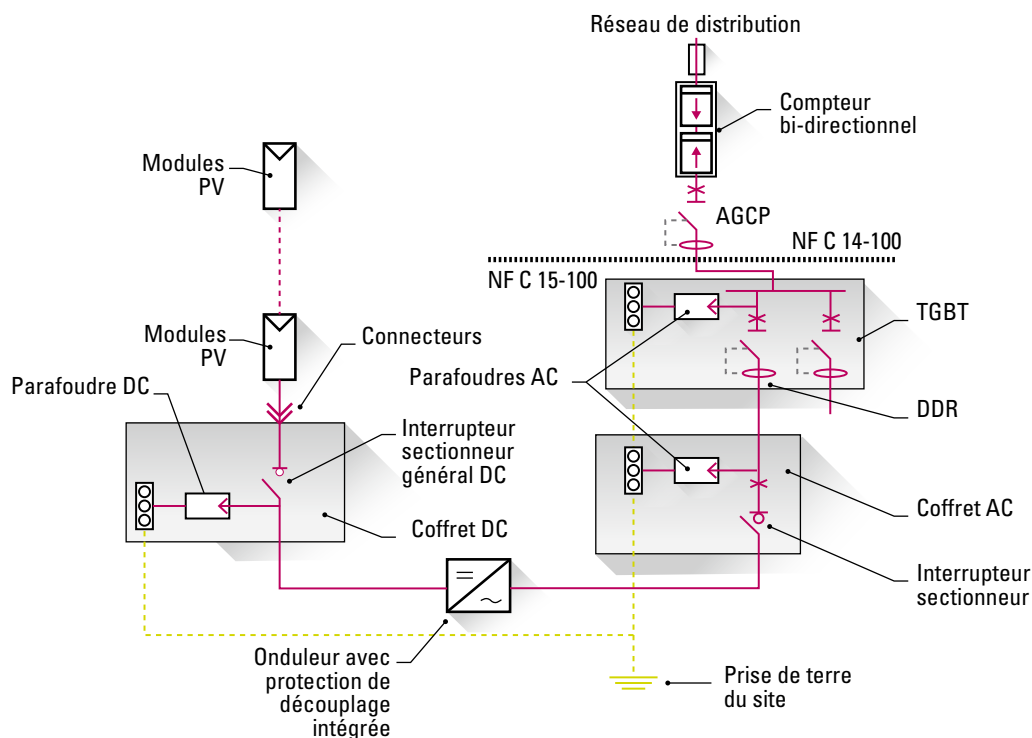 Réseau de distribution
Compteur
bi-directionnel
Modules
PV
AGCP
NF C 14-100
NF C 15-100
TGBT
Modules
PV
Connecteurs
Parafoudre DC
Parafoudres AC
DDR
Interrupteur
sectionneur
général DC
Coffret DC
Coffret AC
Interrupteur
sectionneur
Onduleur avec
protection de
découplage
intégrée
Prise de terre
du site